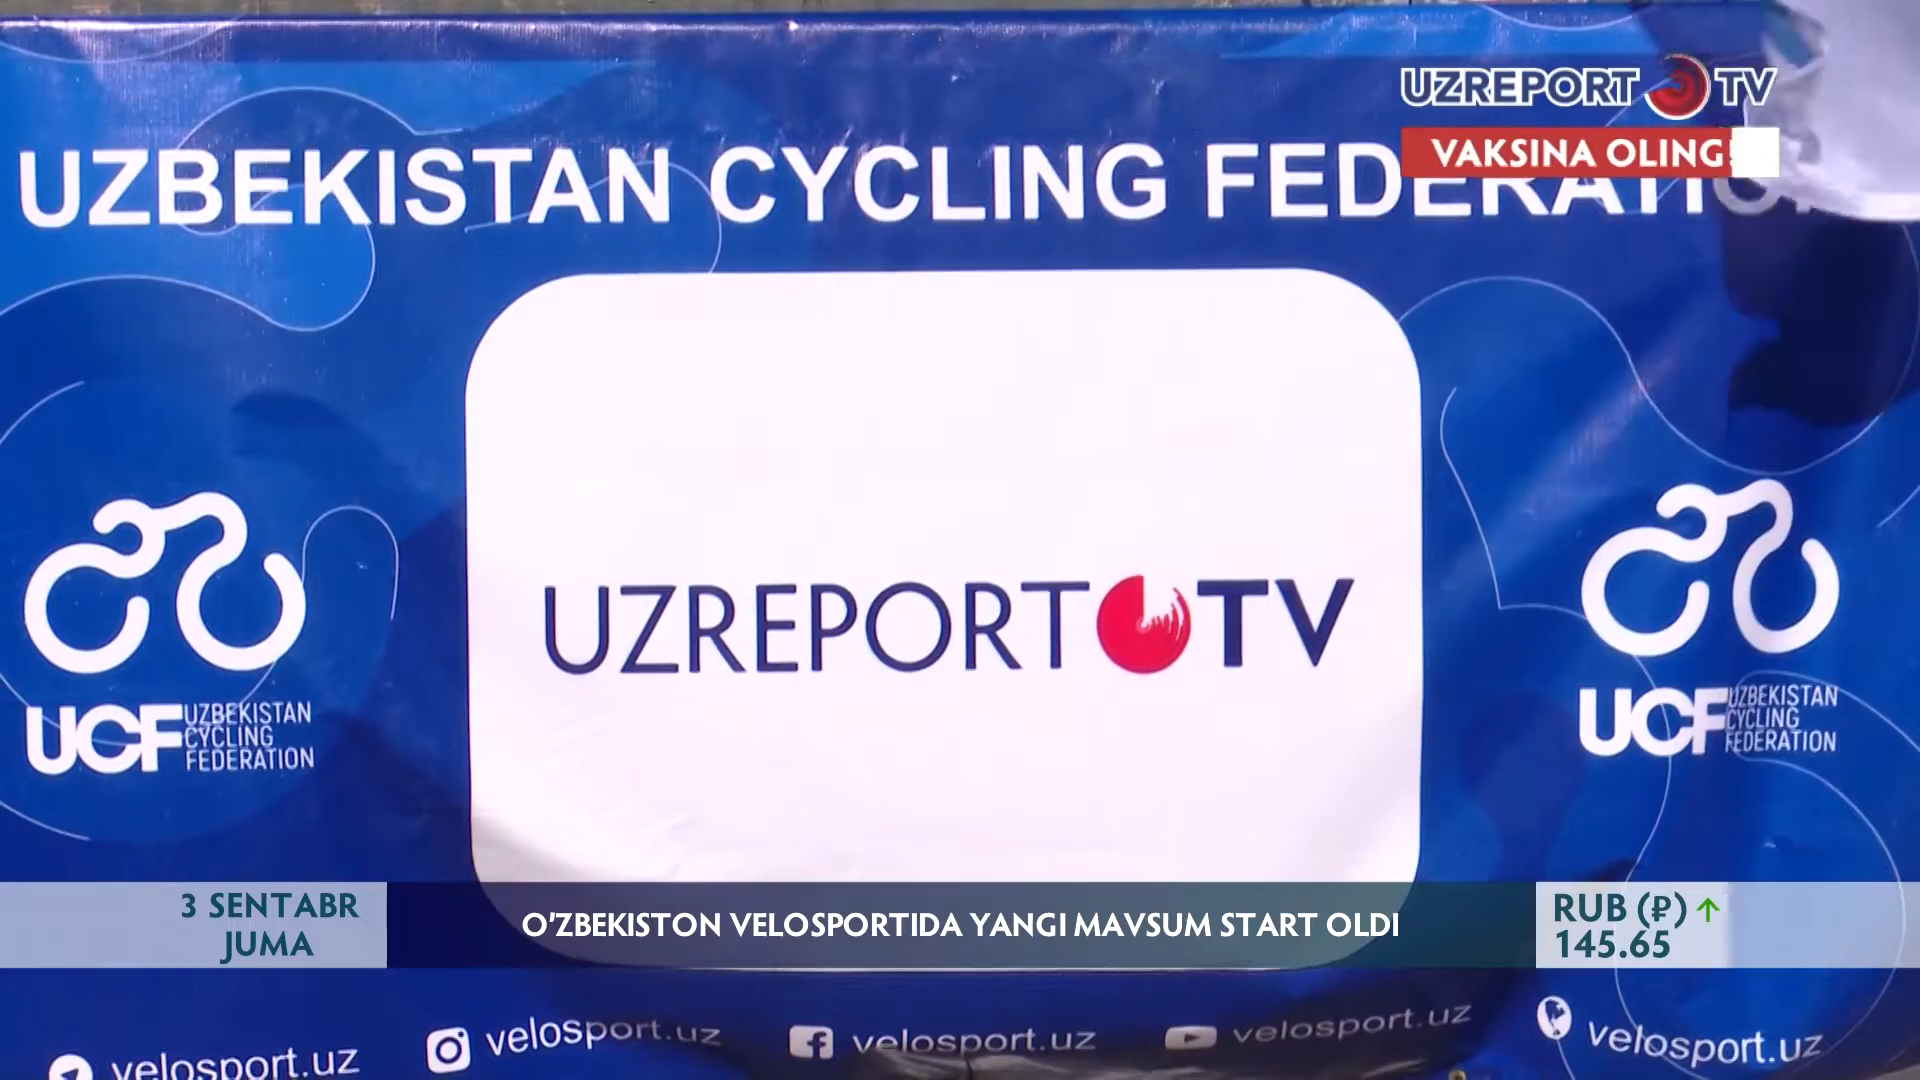 UZREPORT TV
VAKSINA OLING!
UZBEKISTAN CYCLING FEDERATION
UZREPORT TV
UCF UZBEKISTAN
CYCLING
FEDERATION
UCF UZBEKISTAN
CYCLING
FEDERATION
3 SENTABR
JUMA
O'ZBEKISTON VELOSPORTIDA YANGI MAVSUM START OLDI
RUB (₽) ↑
145.65
velosport.uz
velosport.uz
velosport.uz
velosport.uz
velosport.uz